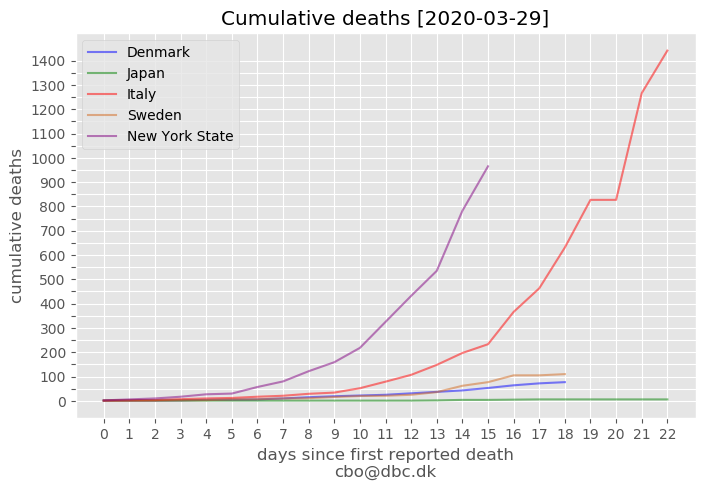 Cumulative deaths [2020-03-29]
Denmark
Japan
Italy
Sweden
New York State
cumulative deaths
1400
1300
1200
1100
1000
900
800
700
600
500
400
300
200
100
0
0 1 2 3 4 5 6 7 8 9 10 11 12 13 14 15 16 17 18 19 20 21 22
days since first reported death
cbo@dbc.dk